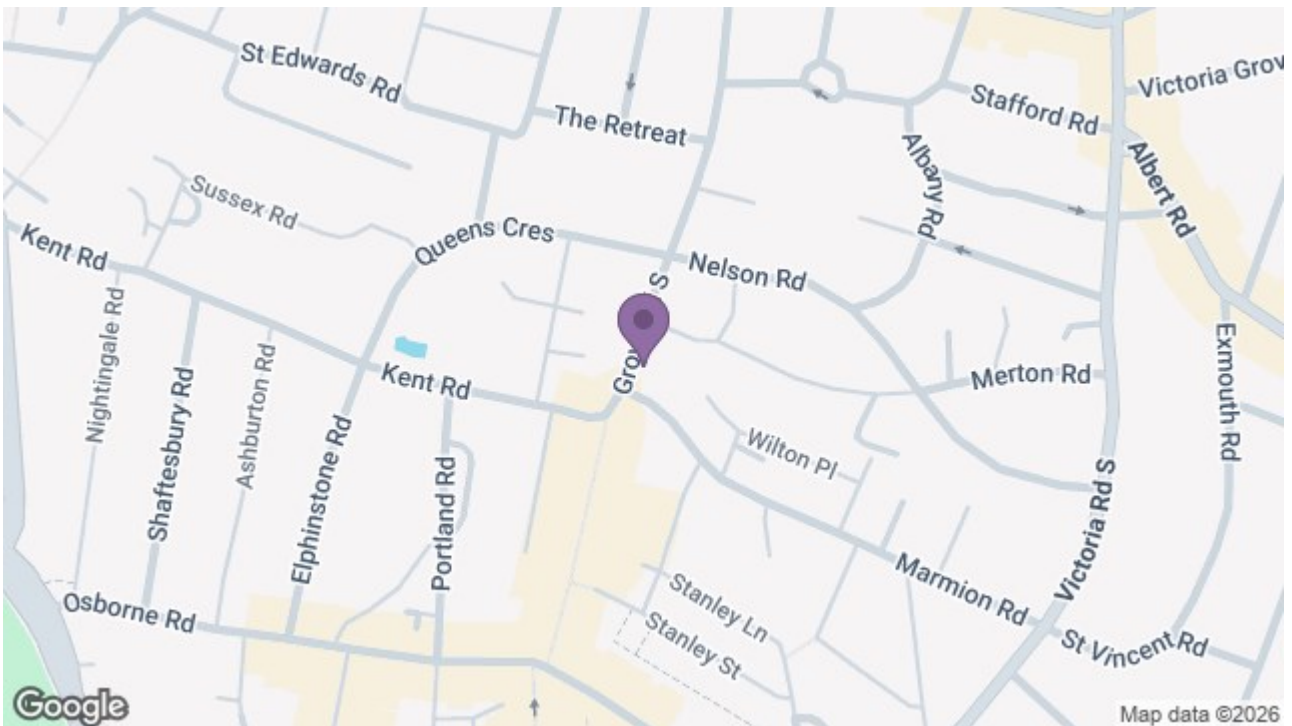 St Edwards Rd
The Retreat
Stafford Rd
Victoria Grov
Albert Rd
Albany Rd
Sussex Rd
Queens Cres
Kent Rd
Nelson Rd
S
Gro
Nightingale Rd
Shaftesbury Rd
Ashburton Rd
Elphinstone Rd
Kent Rd
Portland Rd
Merton Rd
Exmouth Rd
Wilton Pl
Victoria Rd S
Marmion Rd
Osborne Rd
Stanley Ln
Stanley St
St Vincent Rd
Google
Map data ©2026